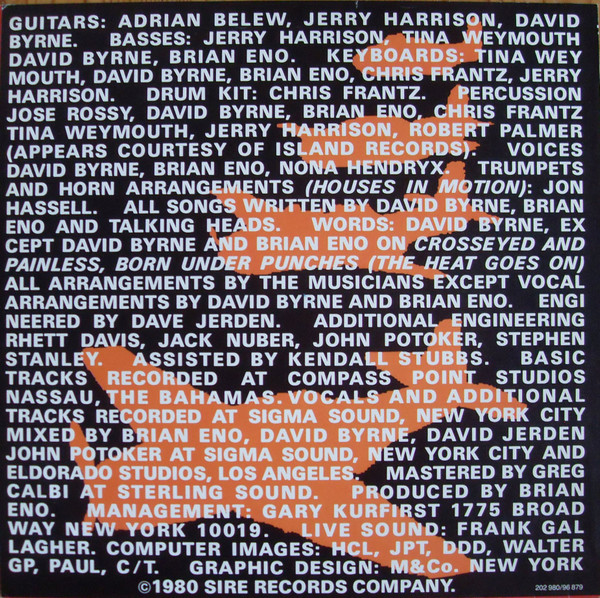 GUITARS: ADRIAN BELEW, JERRY HARRISON, DAVID
BYRNE. BASSES: JERRY HARRISON, TINA WEYMOUTH
DAVID BYRNE, BRIAN ENO. KEYBOARDS: TINA WEY
MOUTH, DAVID BYRNE, BRIAN ENO, CHRIS FRANTZ, JERRY
HARRISON. DRUM KIT: CHRIS FRANTZ. PERCUSSION
JOSE ROSSY, DAVID BYRNE, BRIAN ENO, CHRIS FRANTZ
TINA WEYMOUTH, JERRY HARRISON, ROBERT PALMER
(APPEARS COURTESY OF ISLAND RECORDS). VOICES
DAVID BYRNE, BRIAN ENO, NONA HENDRYX. TRUMPETS
AND HORN ARRANGEMENTS (HOUSES IN MOTION): JON
HASSELL. ALL SONGS WRITTEN BY DAVID BYRNE, BRIAN
ENO AND TALKING HEADS. WORDS: DAVID BYRNE, EX
CEPT DAVID BYRNE AND BRIAN ENO ON CROSSEYED AND
PAINLESS, BORN UNDER PUNCHES (THE HEAT GOES ON)
ALL ARRANGEMENTS BY THE MUSICIANS EXCEPT VOCAL
ARRANGEMENTS BY DAVID BYRNE AND BRIAN ENO. ENGI
NEERED BY DAVE JERDEN. ADDITIONAL ENGINEERING
RHETT DAVIS, JACK NUBER, JOHN POTOKER, STEPHEN
STANLEY. ASSISTED BY KENDALL STUBBS. BASIC
TRACKS RECORDED AT COMPASS POINT STUDIOS
NASSAU, THE BAHAMAS. VOCALS AND ADDITIONAL
TRACKS RECORDED AT SIGMA SOUND, NEW YORK CITY
MIXED BY BRIAN ENO, DAVID BYRNE, DAVID JERDEN
JOHN POTOKER AT SIGMA SOUND, NEW YORK CITY AND
ELDORADO STUDIOS, LOS ANGELES. MASTERED BY GREG
CALBI AT STERLING SOUND. PRODUCED BY BRIAN
ENO. MANAGEMENT: GARY KURFIRST 1775 BROAD
WAY NEW YORK 10019. LIVE SOUND: FRANK GAL
LAGHER. COMPUTER IMAGES: HCL, JPT, DDD, WALTER
GP, PAUL, C/T. GRAPHIC DESIGN: M&Co. NEW YORK
©1980 SIRE RECORDS COMPANY.
202 980/96 879